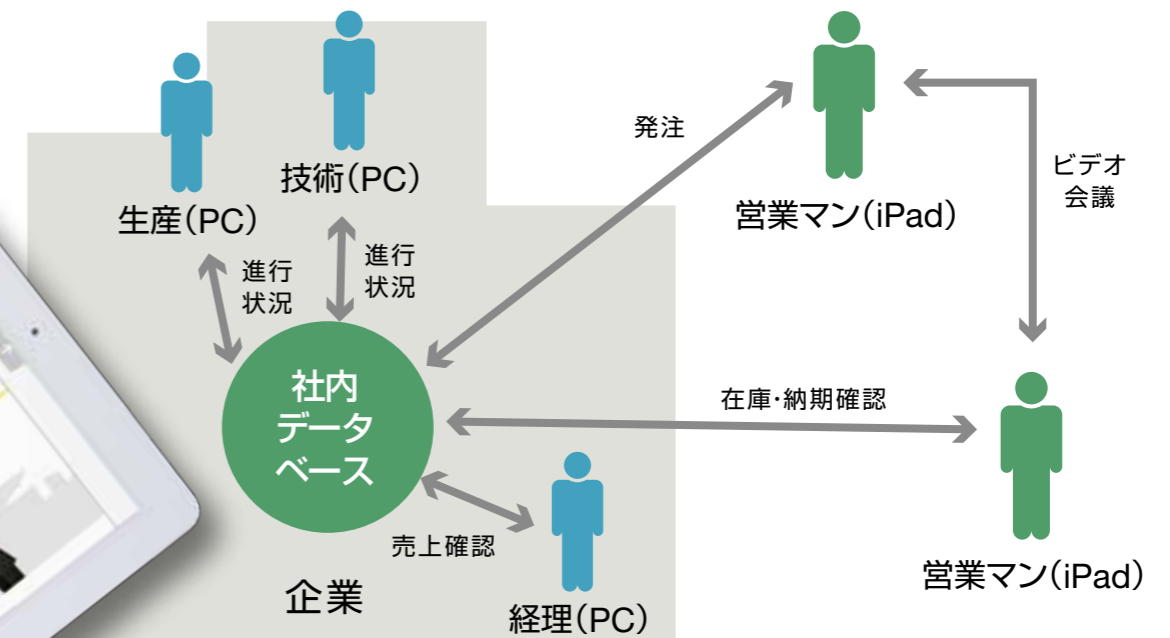 発注
ビデオ
会議
技術(PC)
営業マン(iPad)
生産(PC)
進行
状況
進行
状況
社内
データ
ベース
在庫･納期確認
売上確認
営業マン(iPad)
企業
経理(PC)